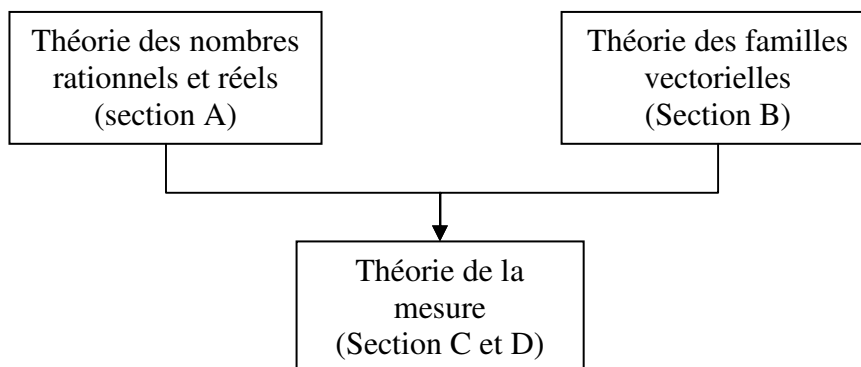 Théorie des nombres
rationnels et réels
(section A)
Théorie des familles
vectorielles
(Section B)
Théorie de la
mesure
(Section C et D)